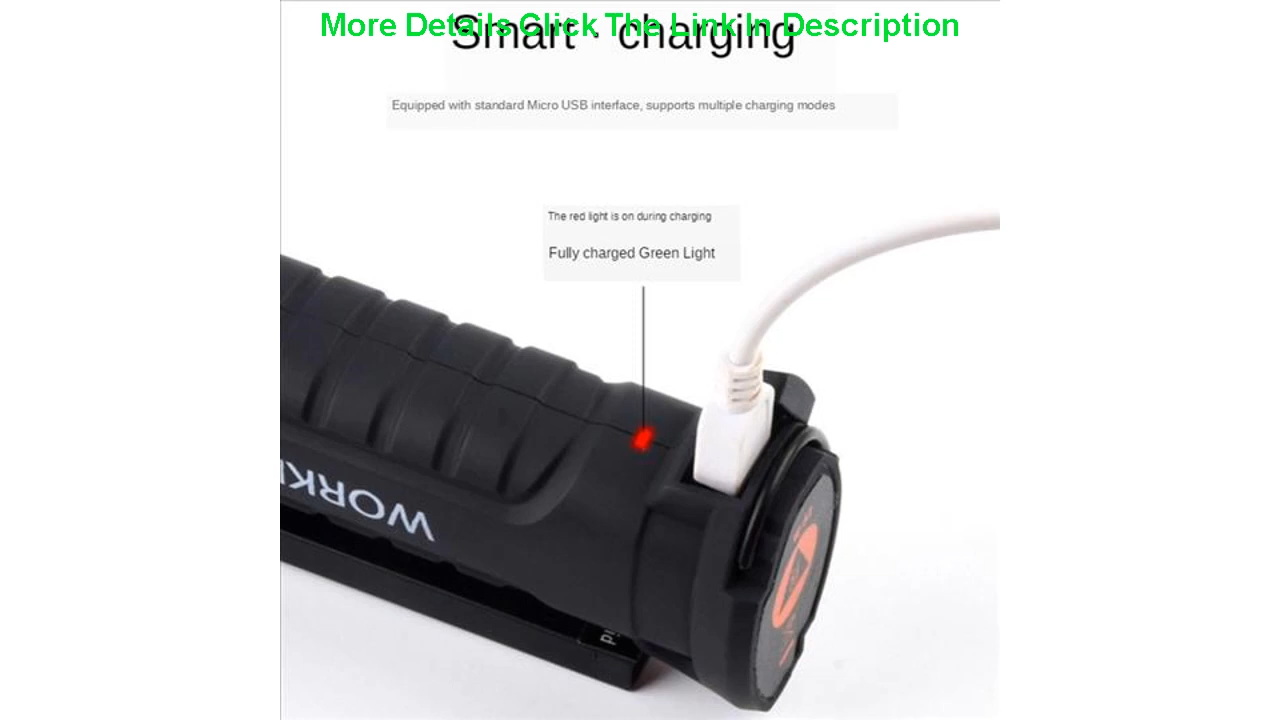 More Details Click The Link In Description
Smart · charging
Equipped with standard Micro USB interface, supports multiple charging modes
The red light is on during charging
Fully charged Green Light